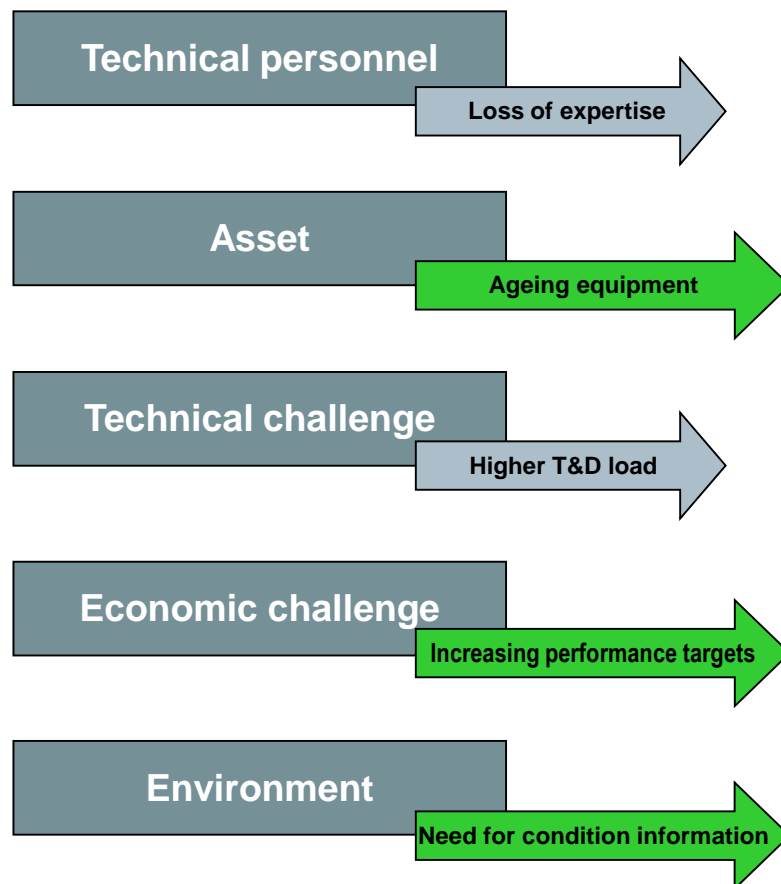 Technical personnel
Loss of expertise
Asset
Ageing equipment
Technical challenge
Higher T&D load
Economic challenge
Increasing performance targets
Environment
Need for condition information